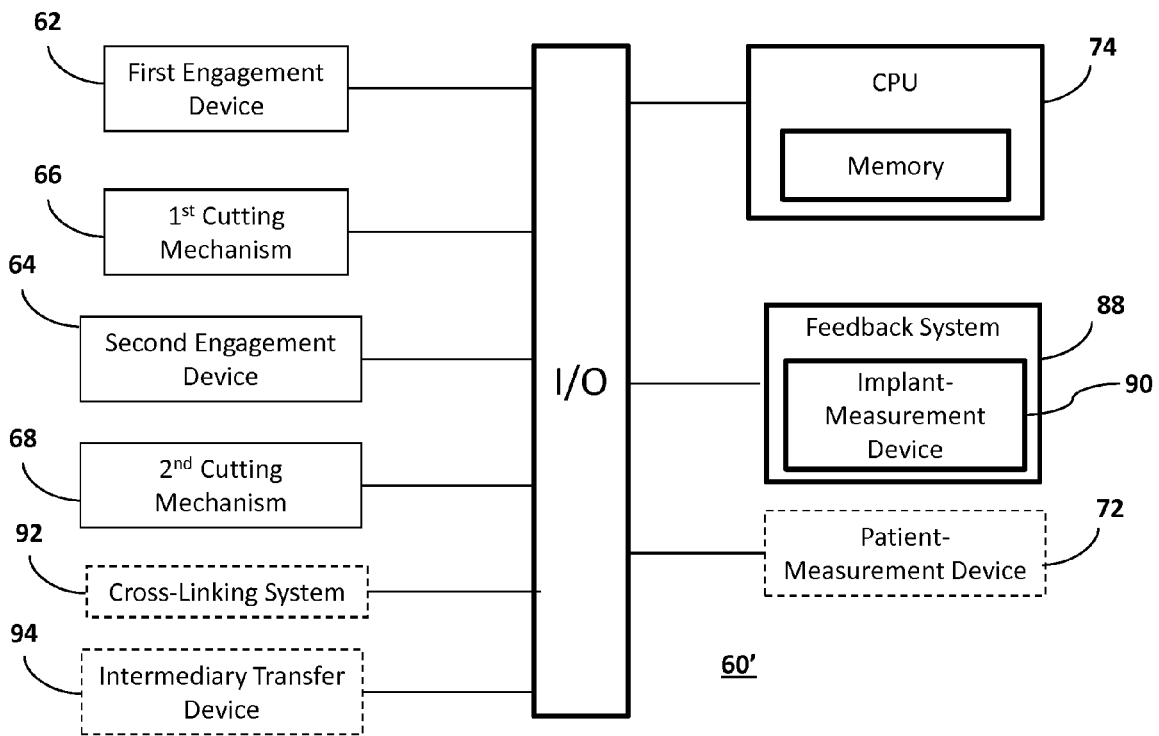 62
First Engagement
Device
66
1st Cutting
Mechanism
64
Second Engagement
Device
68
2nd Cutting
Mechanism
92
Cross-Linking System
94
Intermediary Transfer
Device
I/O
74
CPU
Memory
88
Feedback System
Implant-
Measurement
Device
90
72
Patient-
Measurement Device
60’